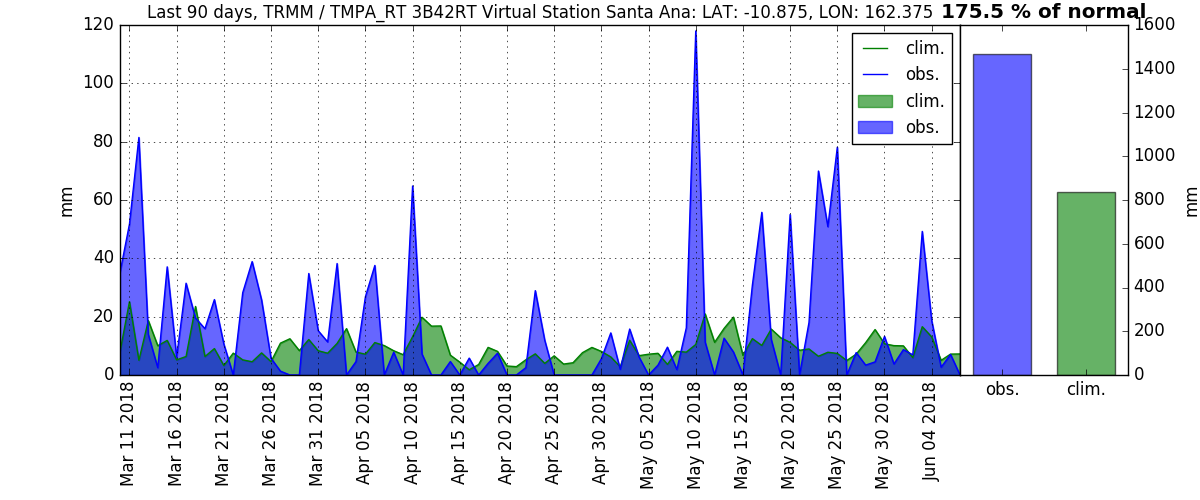 Last 90 days, TRMM / TMPA_RT 3B42RT Virtual Station Santa Ana: LAT: -10.875, LON: 162.375 175.5 % of normal
120
100
80
60
40
20
0
mm
clim.
obs.
clim.
obs.
1600
1400
1200
1000
800
600
400
200
0
mm
obs.
clim.
Mar 11 2018
Mar 16 2018
Mar 21 2018
Mar 26 2018
Mar 31 2018
Apr 05 2018
Apr 10 2018
Apr 15 2018
Apr 20 2018
Apr 25 2018
Apr 30 2018
May 05 2018
May 10 2018
May 15 2018
May 20 2018
May 25 2018
May 30 2018
Jun 04 2018